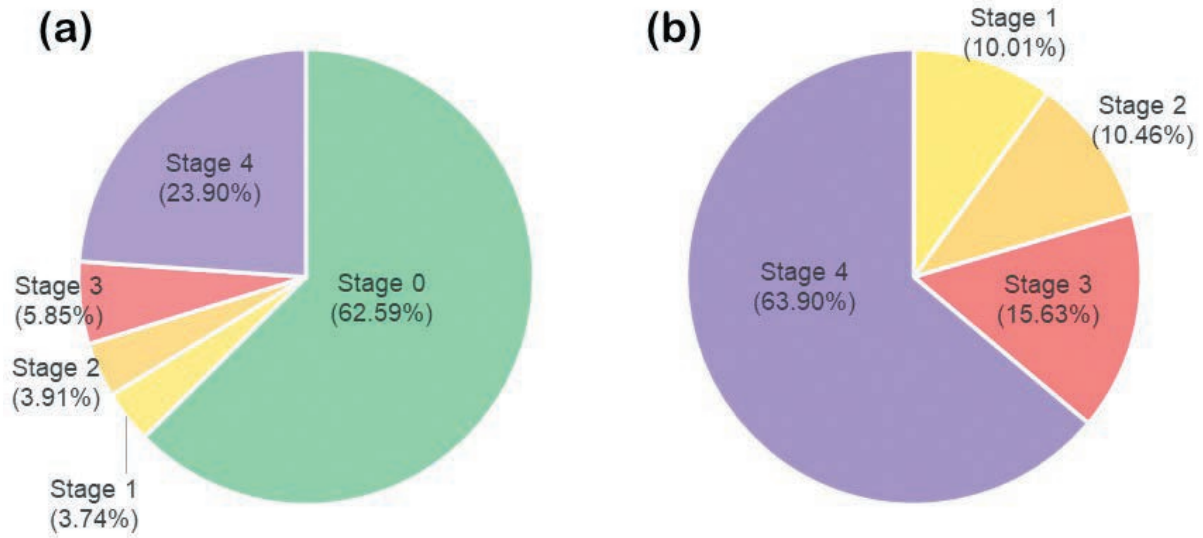 (a)
Stage 4
(23.90%)
Stage 0
(62.59%)
Stage 3
(5.85%)
Stage 2
(3.91%)
Stage 1
(3.74%)
(b)
Stage 1
(10.01%)
Stage 2
(10.46%)
Stage 4
(63.90%)
Stage 3
(15.63%)